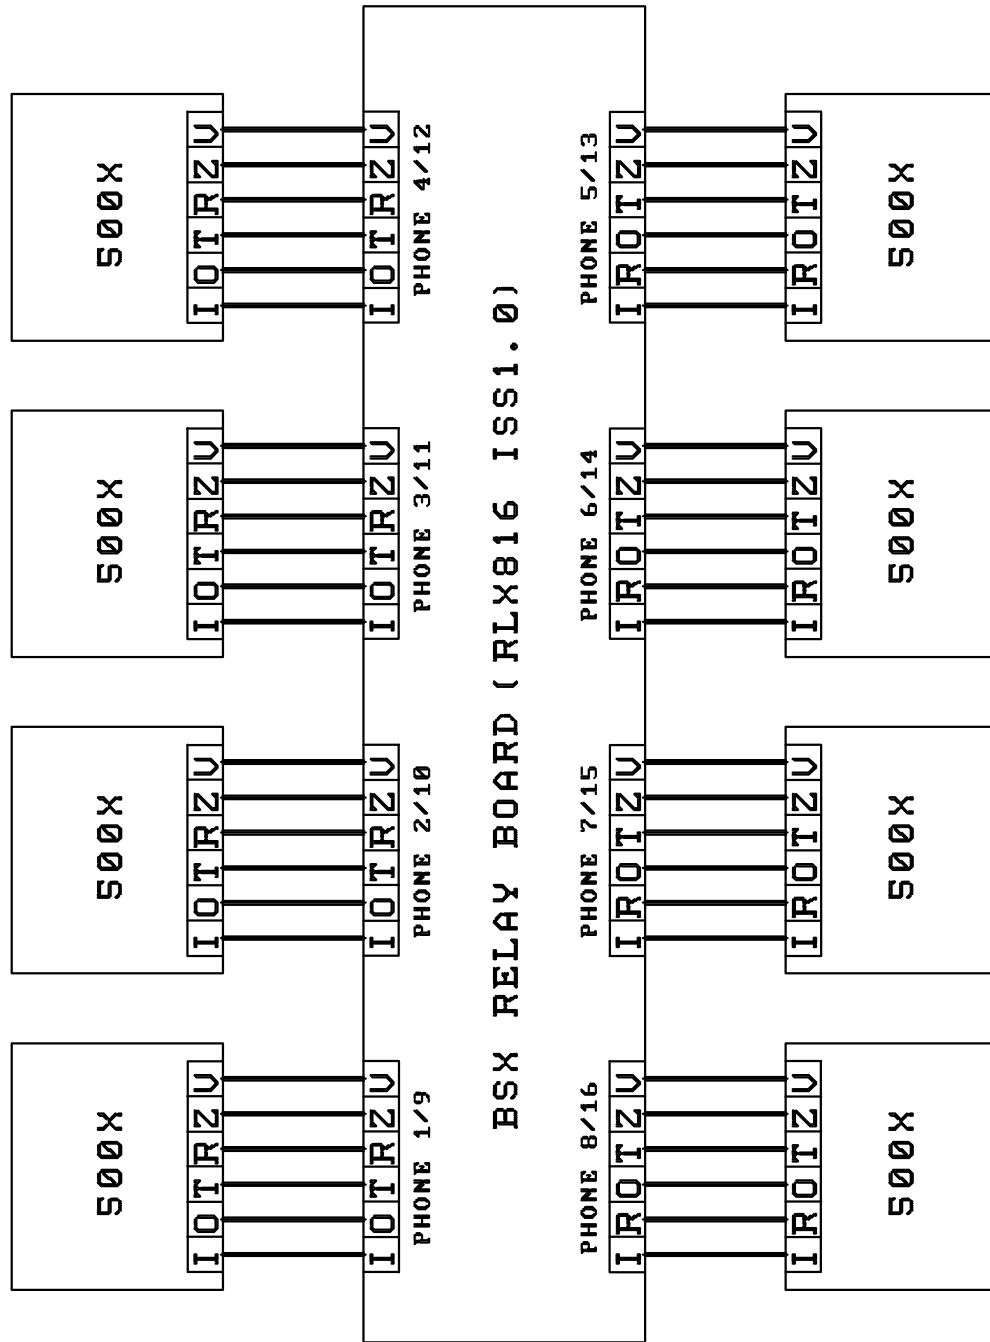 500X 500X 500X 500X
I O T R N V I O T R N V I O T R N V I O T R N V
I O T R N V I O T R N V I O T R N V I O T R N V
PHONE 1/9 PHONE 2/10 PHONE 3/11 PHONE 4/12
BSX RELAY BOARD (RLX816 ISS1.0)
PHONE 8/16 PHONE 7/15 PHONE 6/14 PHONE 5/13
I R O T N V I R O T N V I R O T N V I R O T N V
I R O T N V I R O T N V I R O T N V I R O T N V
500X 500X 500X 500X